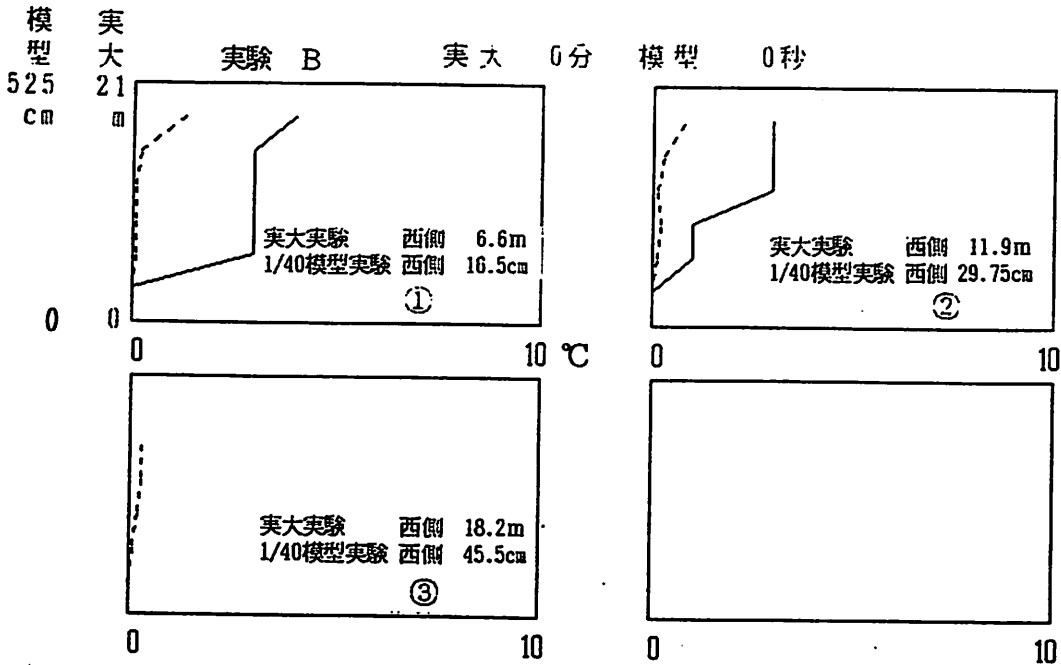 模型 実大 実験 B 実大 0分 模型 0秒
525 cm 21 m
0 0
実大実験 西側 6.6m
1/40模型実験 西側 16.5cm
①
0 10 ℃
実大実験 西側 11.9m
1/40模型実験 西側 29.75cm
②
0 10
実大実験 西側 18.2m
1/40模型実験 西側 45.5cm
③
0 10
0 10